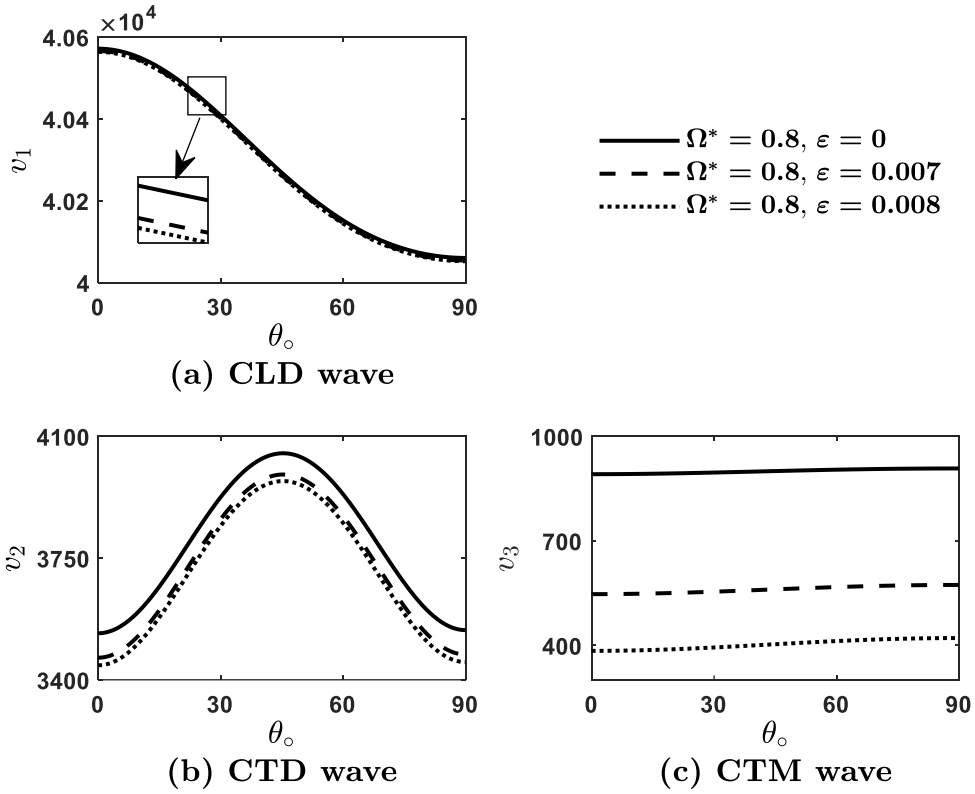 ×10⁴
4.06
4.04
4.02
4
v₁
0 30 60 90
θ∘
(a) CLD wave
Ω* = 0.8, ε = 0
Ω* = 0.8, ε = 0.007
Ω* = 0.8, ε = 0.008
4100
3750
3400
v₂
0 30 60 90
θ∘
(b) CTD wave
1000
700
400
v₃
0 30 60 90
θ∘
(c) CTM wave